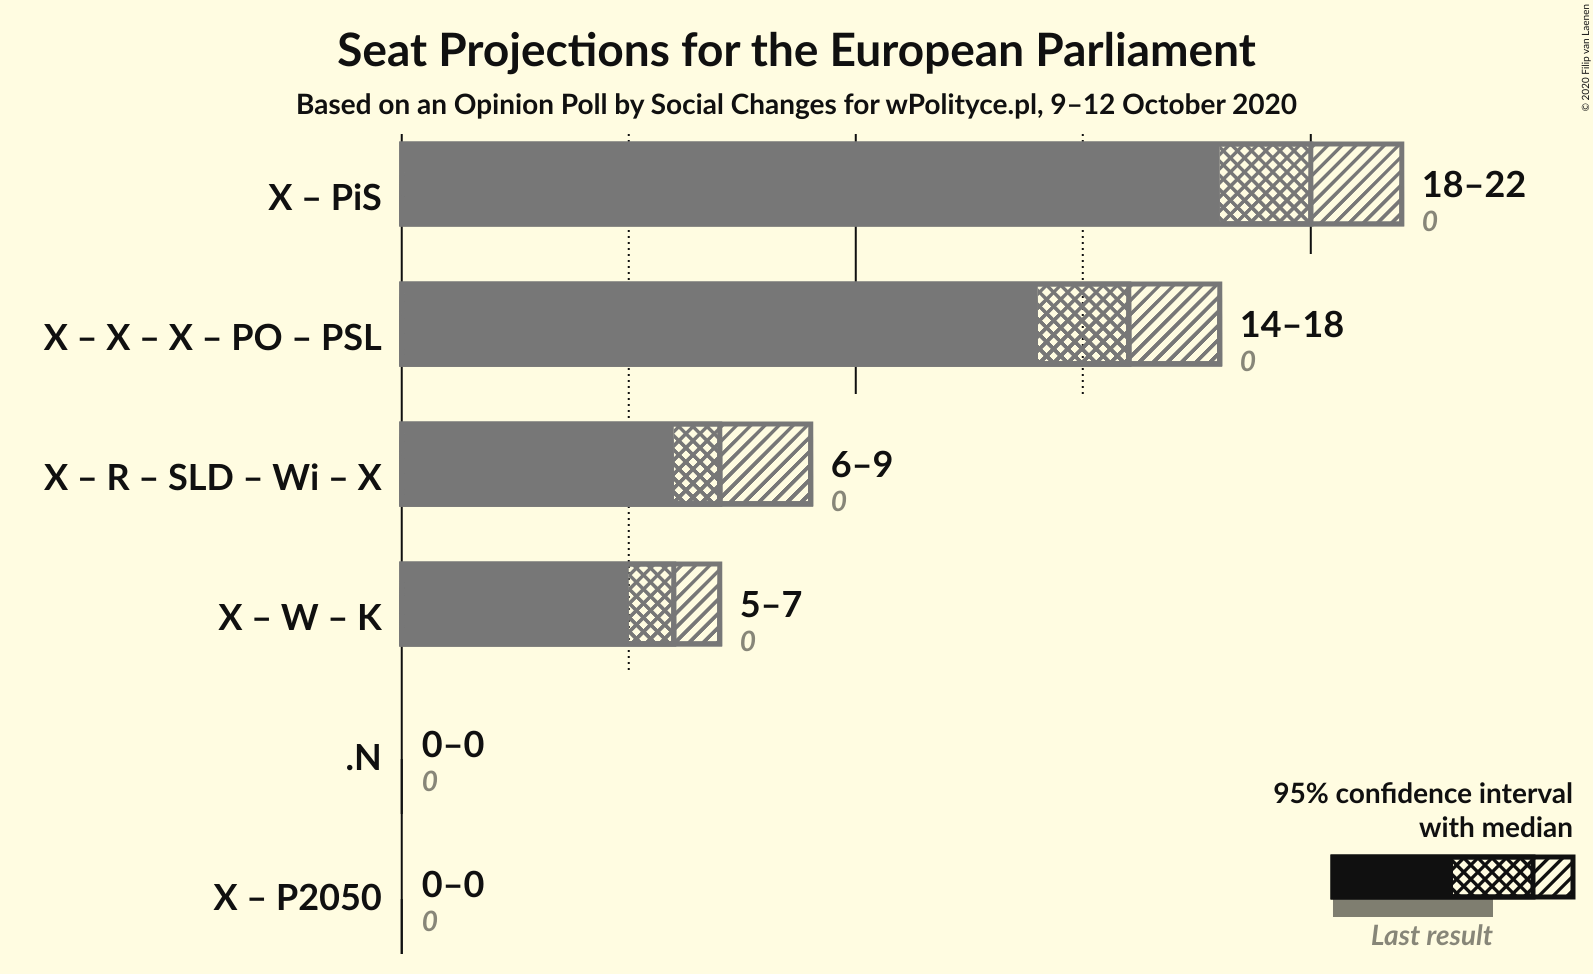 Seat Projections for the European Parliament
Based on an Opinion Poll by Social Changes for wPolityce.pl, 9–12 October 2020
© 2020 Filip van Laenen
X – PiS
18–22
0
X – X – X – PO – PSL
14–18
0
X – R – SLD – Wi – X
6–9
0
X – W – K
5–7
0
.N
0–0
0
X – P2050
0–0
0
95% confidence interval
with median
Last result